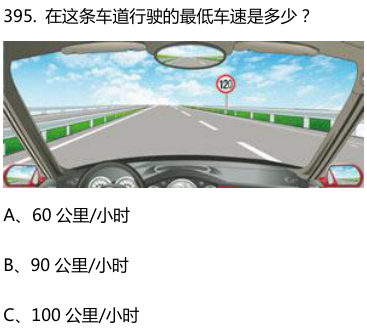 395. 在这条车道行驶的最低车速是多少？
120
A、60 公里/小时
B、90 公里/小时
C、100 公里/小时